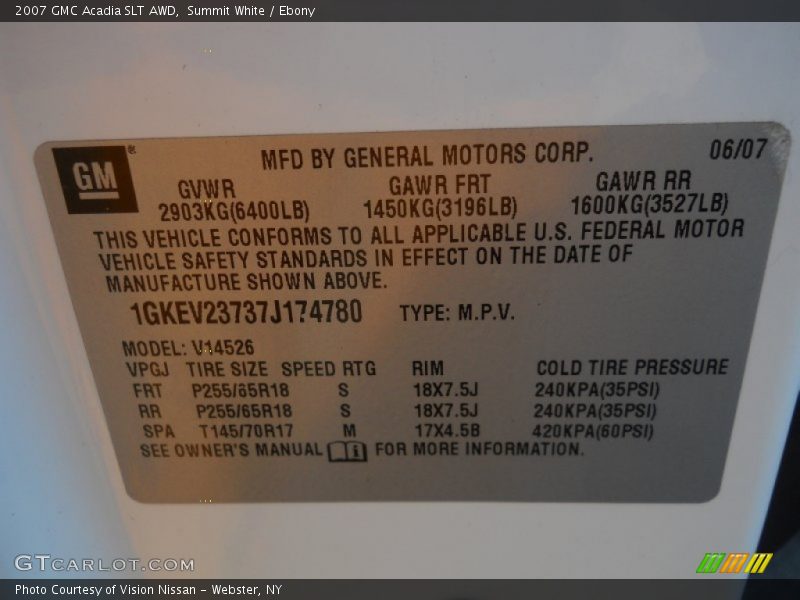 2007 GMC Acadia SLT AWD, Summit White / Ebony
GM®
MFD BY GENERAL MOTORS CORP. 06/07
GVWR GAWR FRT GAWR RR
2903KG(6400LB) 1450KG(3196LB) 1600KG(3527LB)
THIS VEHICLE CONFORMS TO ALL APPLICABLE U.S. FEDERAL MOTOR
VEHICLE SAFETY STANDARDS IN EFFECT ON THE DATE OF
MANUFACTURE SHOWN ABOVE.
1GKEV23737J174780 TYPE: M.P.V.
MODEL: V14526
VPGJ TIRE SIZE SPEED RTG RIM COLD TIRE PRESSURE
FRT P255/65R18 S 18X7.5J 240KPA(35PSI)
RR P255/65R18 S 18X7.5J 240KPA(35PSI)
SPA T145/70R17 M 17X4.5B 420KPA(60PSI)
SEE OWNER'S MANUAL i FOR MORE INFORMATION.
GTCARLOT.COM
Photo Courtesy of Vision Nissan - Webster, NY